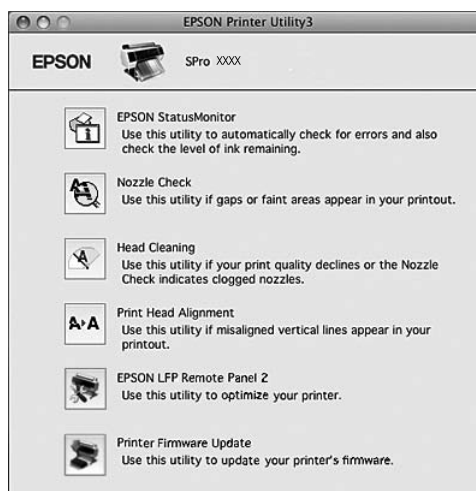 EPSON Printer Utility3
EPSON SPro XXXX
EPSON StatusMonitor
Use this utility to automatically check for errors and also
check the level of ink remaining.
Nozzle Check
Use this utility if gaps or faint areas appear in your printout.
Head Cleaning
Use this utility if your print quality declines or the Nozzle
Check indicates clogged nozzles.
Print Head Alignment
Use this utility if misaligned vertical lines appear in your
printout.
EPSON LFP Remote Panel 2
Use this utility to optimize your printer.
Printer Firmware Update
Use this utility to update your printer's firmware.